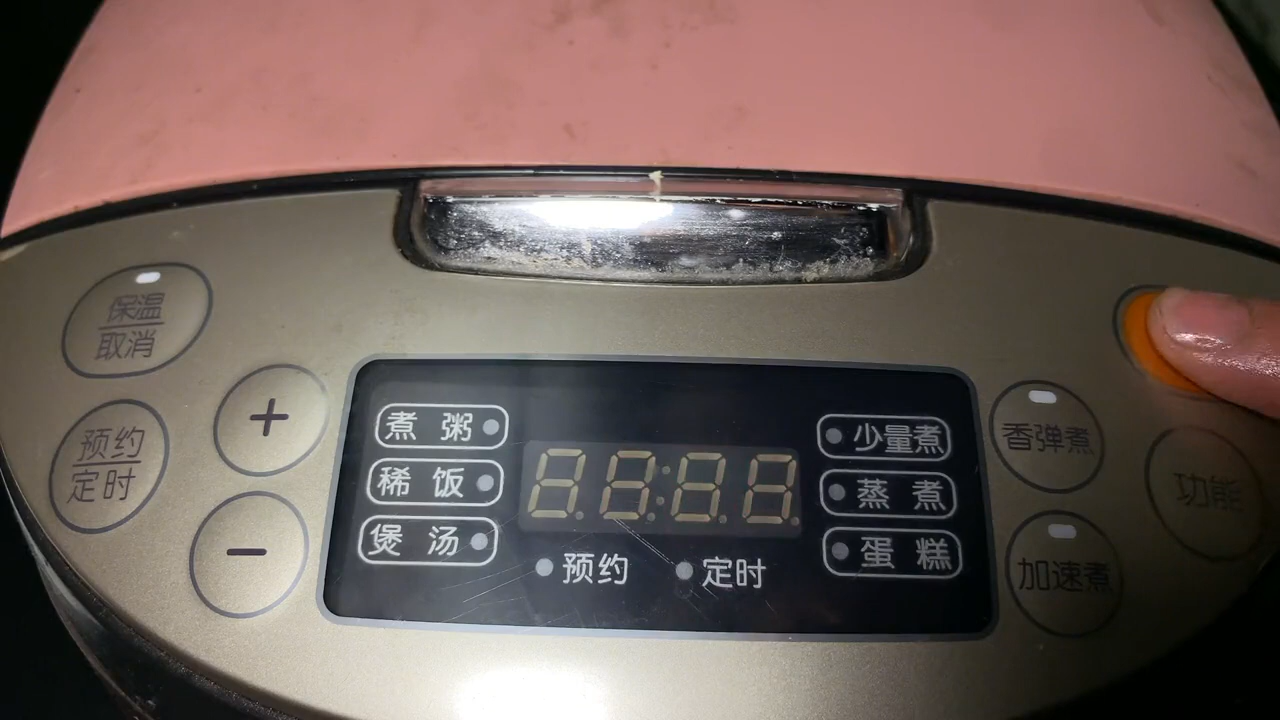 保温
取消
预约
定时
+
−
煮粥
稀饭
煲汤
预约
定时
少量煮
蒸煮
蛋糕
香弹煮
加速煮
功能